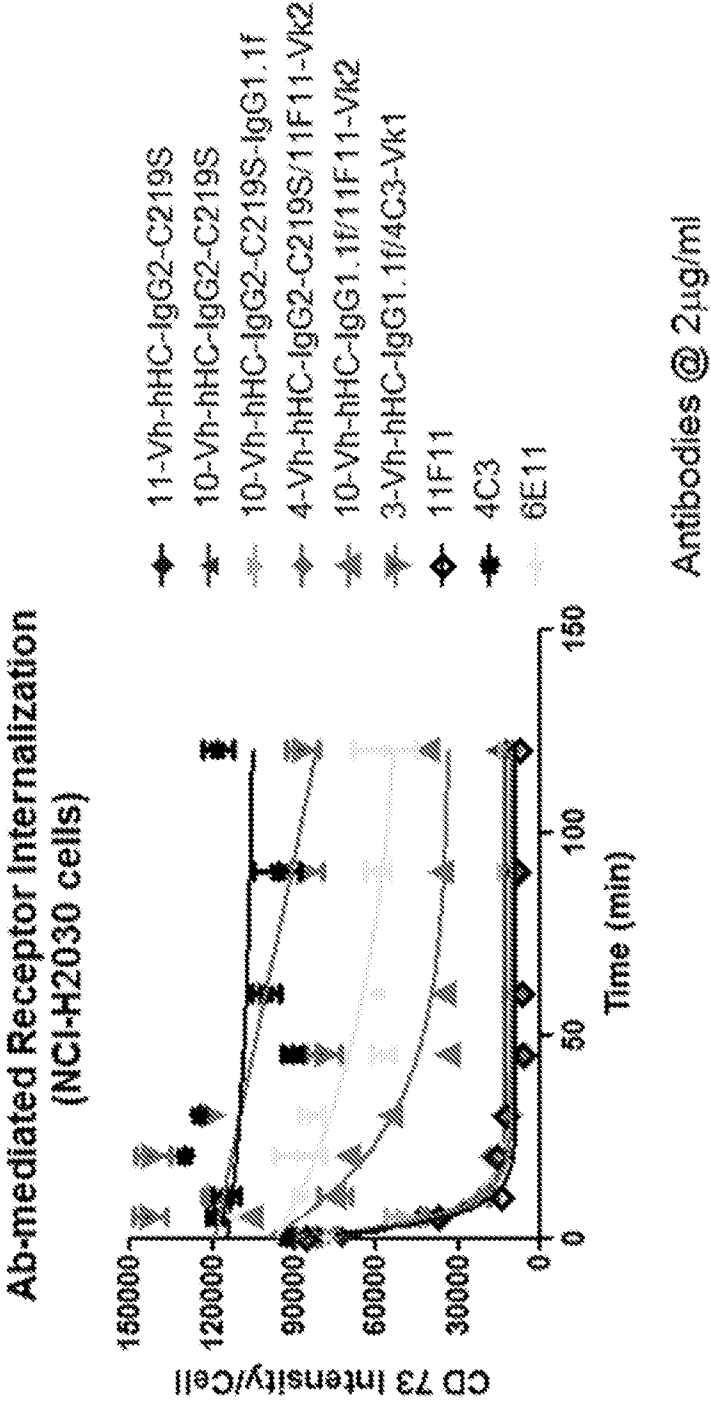 Ab-mediated Receptor Internalization
(NCI-H2030 cells)
CD 73 Intensity/Cell
150000
120000
90000
60000
30000
0
0
50
100
150
Time (min)
11-Vh-hHC-IgG2-C219S
10-Vh-hHC-IgG2-C219S
10-Vh-hHC-IgG2-C219S-IgG1.1f
4-Vh-hHC-IgG2-C219S/11F11-Vk2
10-Vh-hHC-IgG1.1f/11F11-Vk2
3-Vh-hHC-IgG1.1f/4C3-Vk1
11F11
4C3
6E11
Antibodies @ 2µg/ml